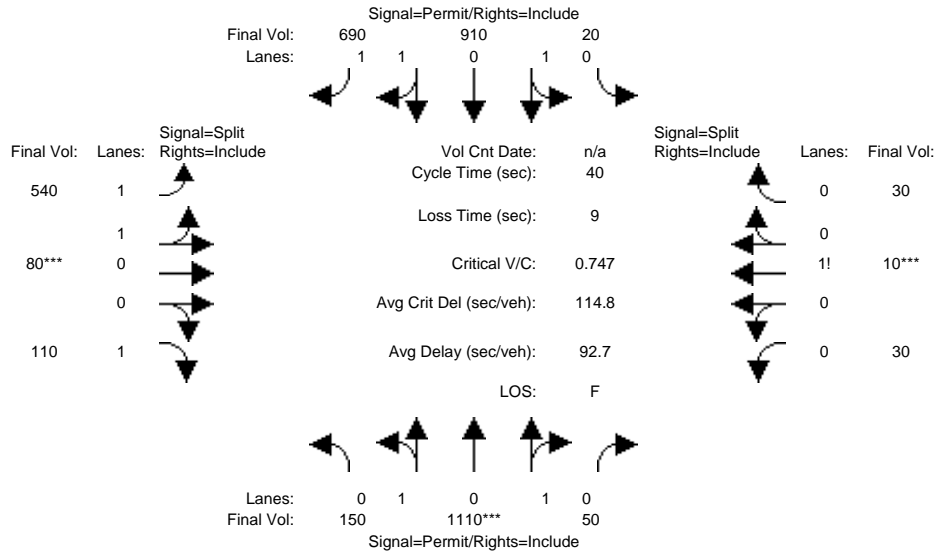 Signal=Permit/Rights=Include
Final Vol: 690 910 20
Lanes: 1 1 0 1 0
Signal=Split
Final Vol: Lanes: Rights=Include
Vol Cnt Date: n/a
Signal=Split
Rights=Include Lanes: Final Vol:
540 1
Cycle Time (sec): 40
0 30
1
Loss Time (sec): 9
0
80*** 0
Critical V/C: 0.747
1! 10***
0
Avg Crit Del (sec/veh): 114.8
0
110 1
Avg Delay (sec/veh): 92.7
0 30
LOS: F
Lanes: 0 1 0 1 0
Final Vol: 150 1110*** 50
Signal=Permit/Rights=Include